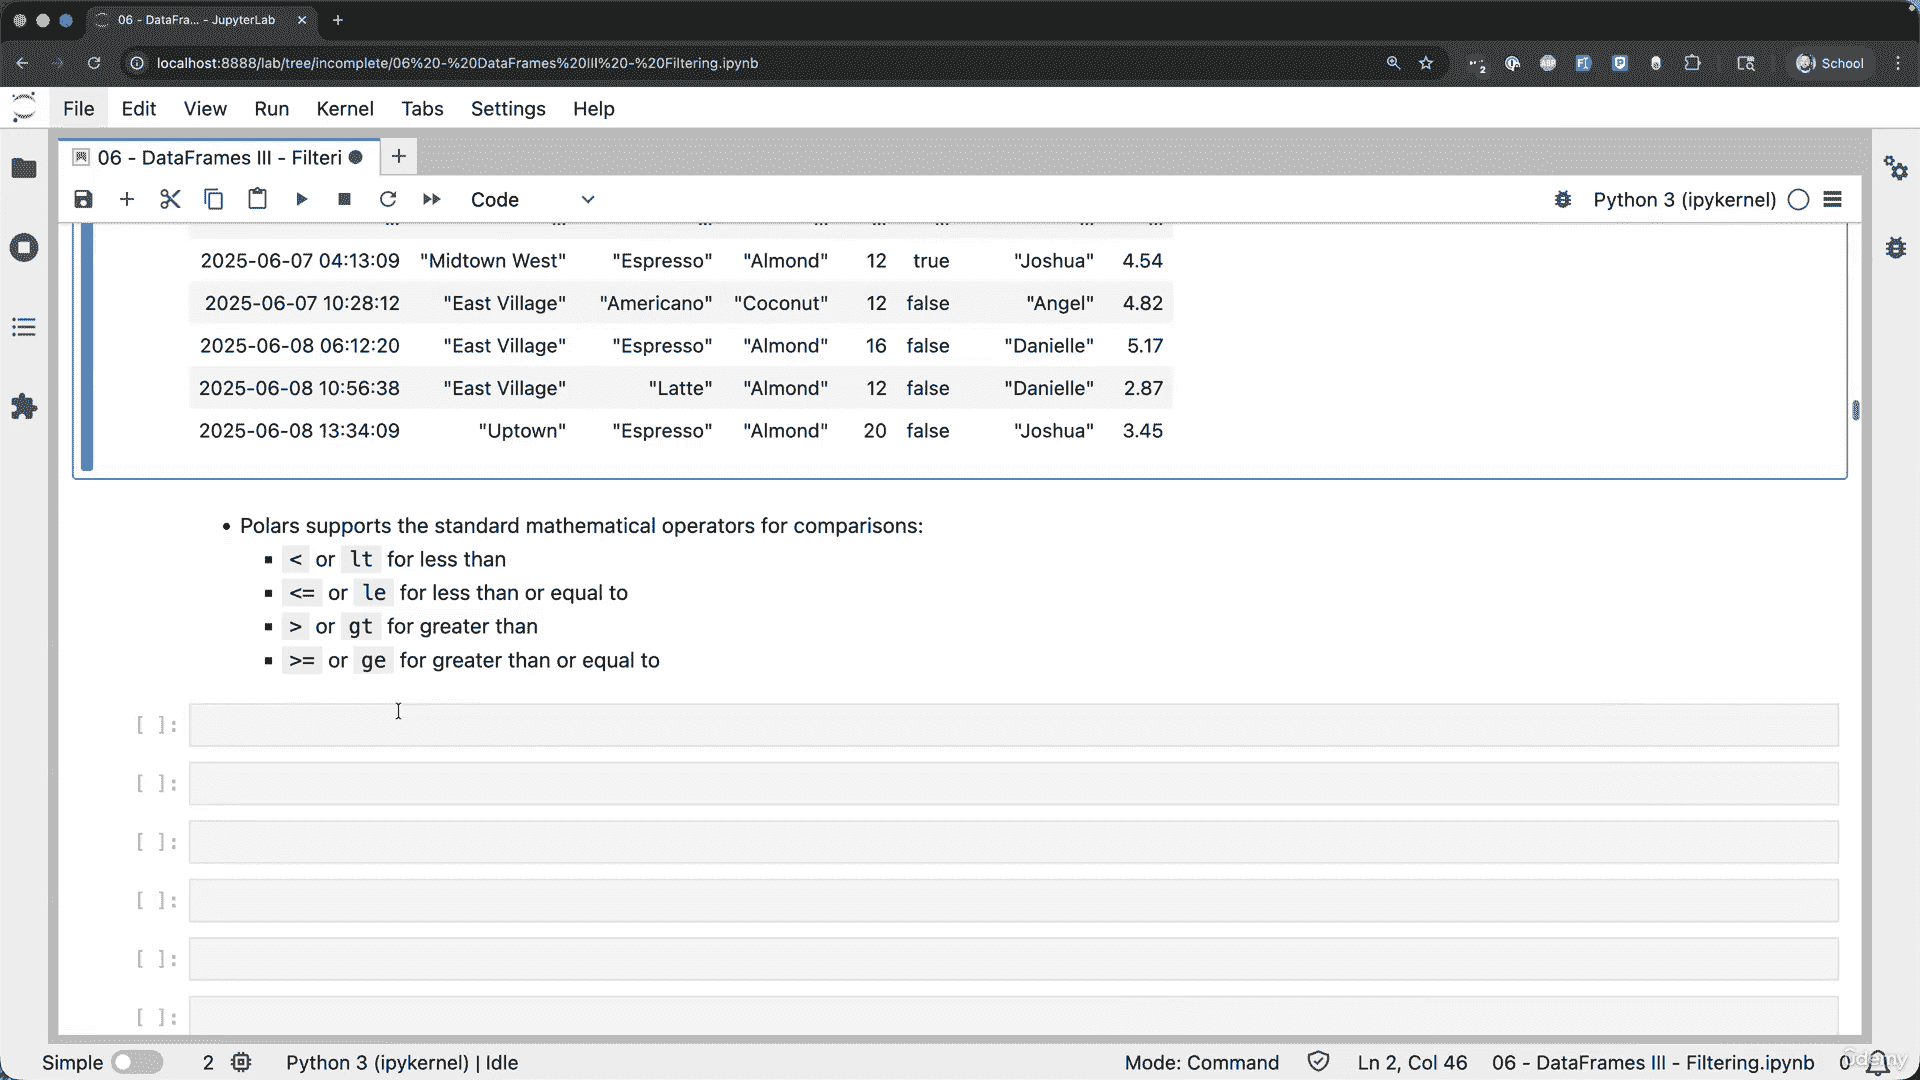 06 - DataFra... - JupyterLab
localhost:8888/lab/tree/incomplete/06%20-%20DataFrames%20III%20-%20Filtering.ipynb
2
ABP
School
File Edit View Run Kernel Tabs Settings Help
06 - DataFrames III - Filteri
Code
Python 3 (ipykernel)
... ... ... ... ... ... ... ...
2025-06-07 04:13:09 "Midtown West" "Espresso" "Almond" 12 true "Joshua" 4.54
2025-06-07 10:28:12 "East Village" "Americano" "Coconut" 12 false "Angel" 4.82
2025-06-08 06:12:20 "East Village" "Espresso" "Almond" 16 false "Danielle" 5.17
2025-06-08 10:56:38 "East Village" "Latte" "Almond" 12 false "Danielle" 2.87
2025-06-08 13:34:09 "Uptown" "Espresso" "Almond" 20 false "Joshua" 3.45
• Polars supports the standard mathematical operators for comparisons:
▪ < or lt for less than
▪ <= or le for less than or equal to
▪ > or gt for greater than
▪ >= or ge for greater than or equal to
[ ]:
[ ]:
[ ]:
[ ]:
[ ]:
[ ]:
Simple 2 Python 3 (ipykernel) | Idle Mode: Command Ln 2, Col 46 06 - DataFrames III - Filtering.ipynb 0
udemy